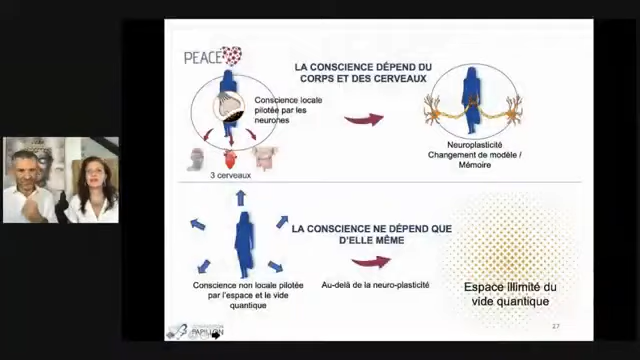 PEACE
LA CONSCIENCE DÉPEND DU
CORPS ET DES CERVEAUX
Conscience locale
pilotée par les
neurones
3 cerveaux
Neuroplasticité
Changement de modèle /
Mémoire
LA CONSCIENCE NE DÉPEND QUE
D'ELLE MÊME
Conscience non locale pilotée
par l'espace et le vide
quantique
Au-delà de la neuro-plasticité
Espace illimité du
vide quantique
PAPILLON
27